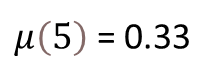 μ(5) = 0.33